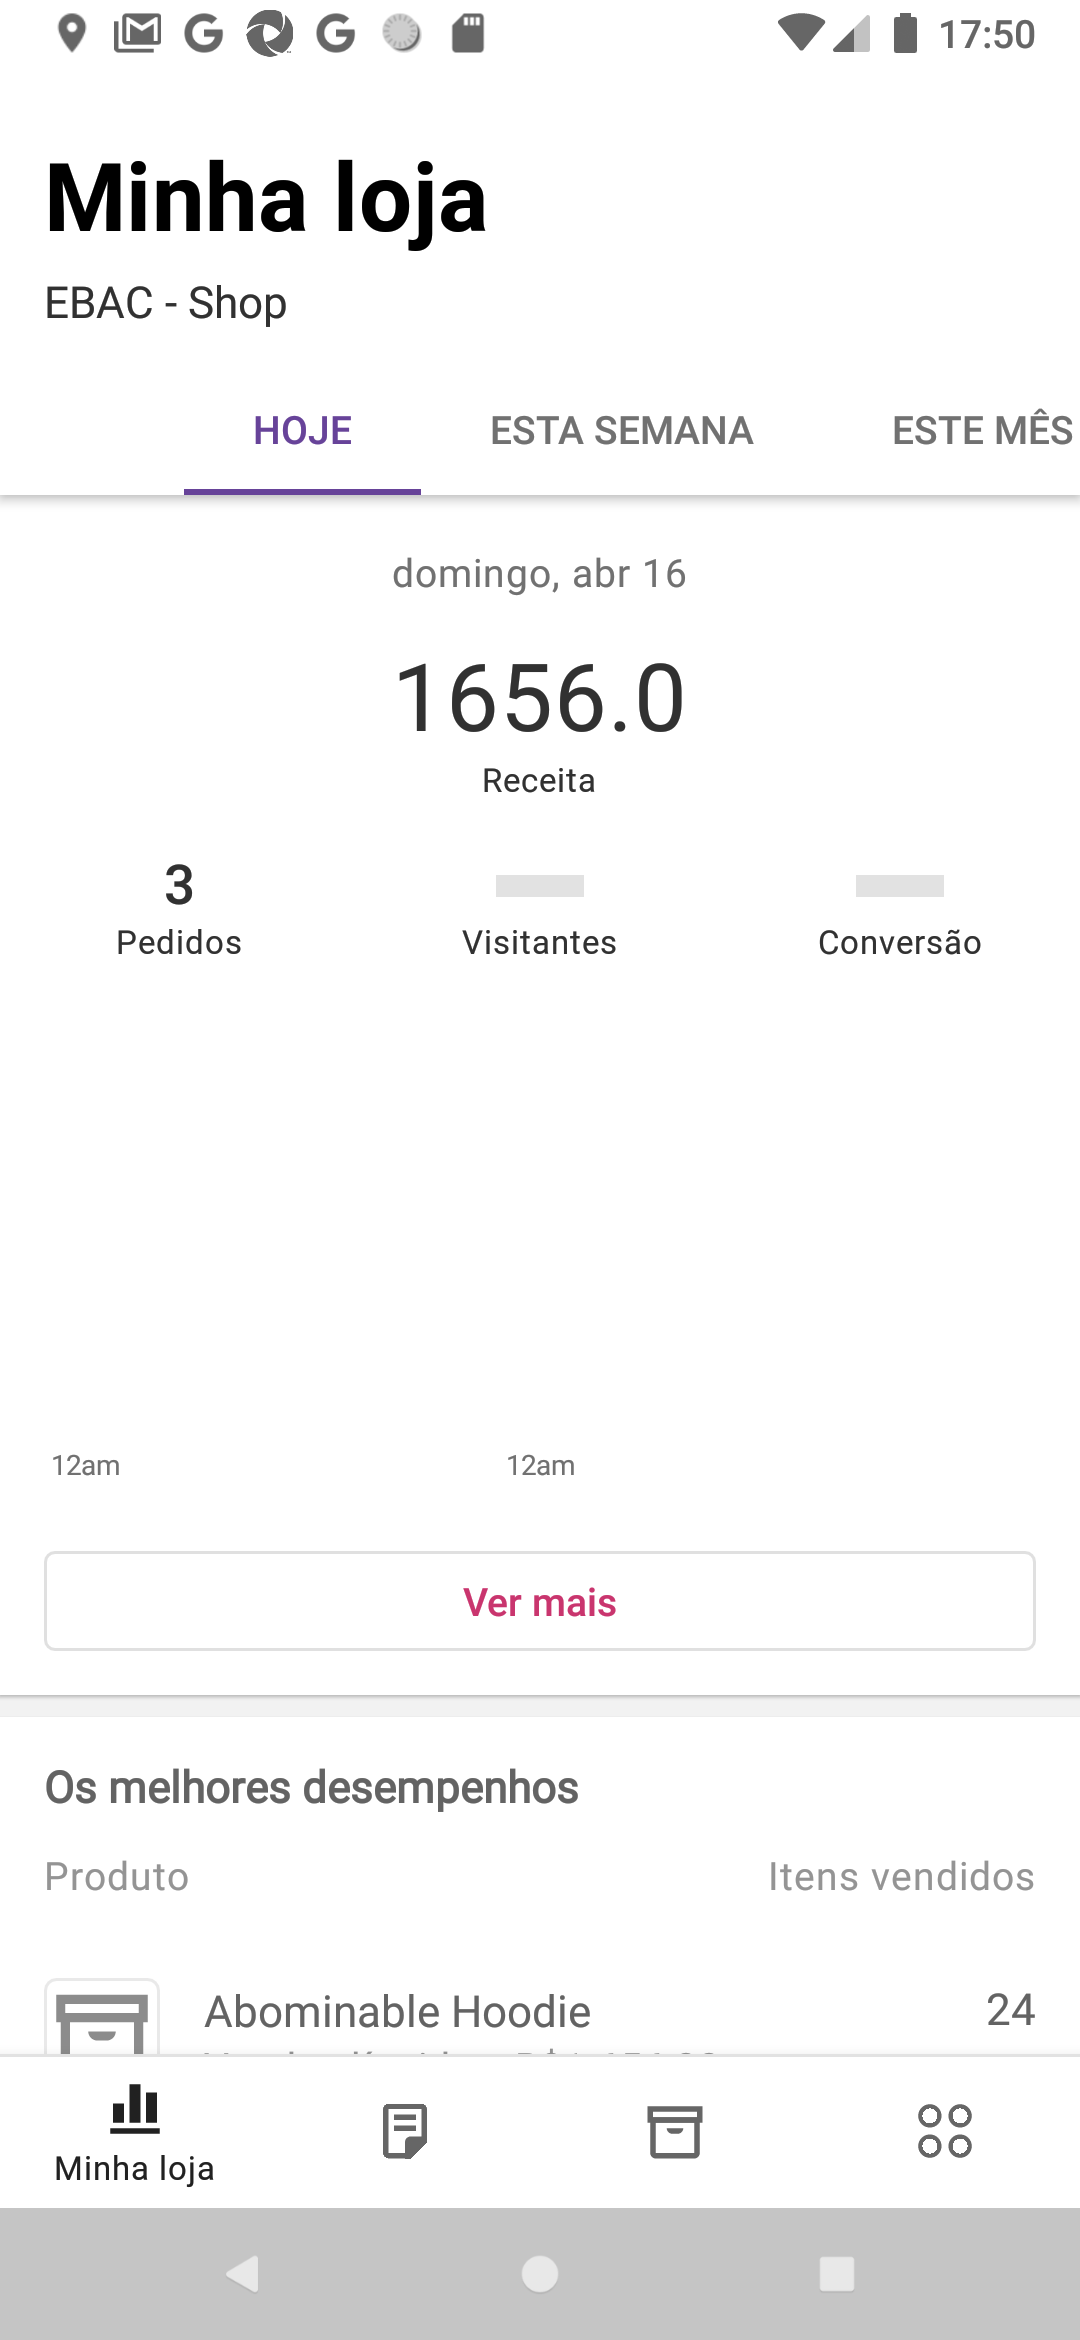 17:50
Minha loja
EBAC - Shop
HOJE
ESTA SEMANA
ESTE MÊS
domingo, abr 16
1656.0
Receita
3
Pedidos
Visitantes
Conversão
12am
12am
Ver mais
Os melhores desempenhos
Produto
Itens vendidos
Abominable Hoodie
24
Minha loja